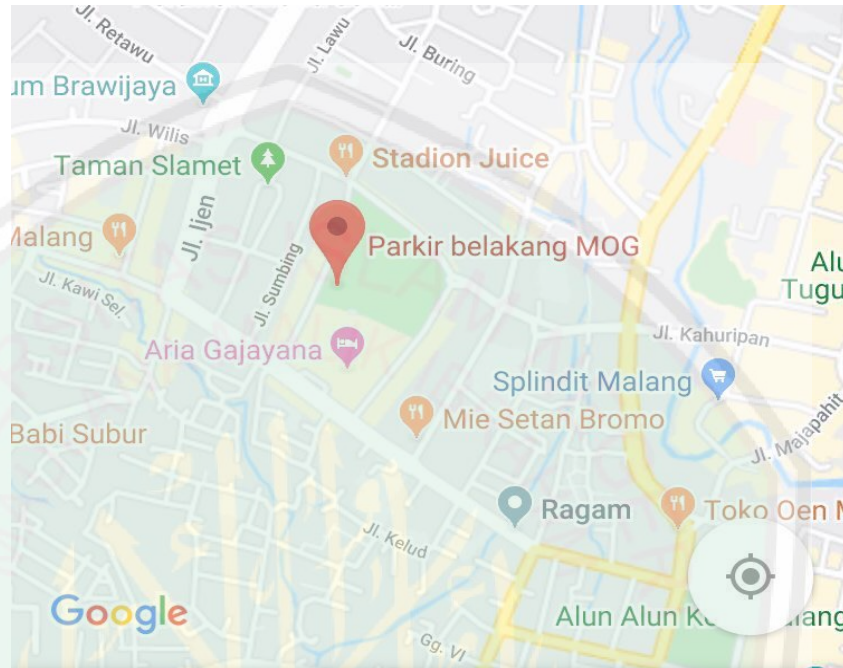 Jl. Retawu
Jl. Lawu
Jl. Buring
um Brawijaya
Jl. Wilis
Taman Slamet
Stadion Juice
Jl. Ijen
Malang
Parkir belakang MOG
Jl. Sumbing
Jl. Kawi Sel.
Alu
Tugu
Jl. Kahuripan
Aria Gajayana
Splindit Malang
Mie Setan Bromo
Babi Subur
Jl. Majapahit
Ragam
Toko Oen M
Jl. Kelud
Google
Alun Alun K
lang
Gg. VI